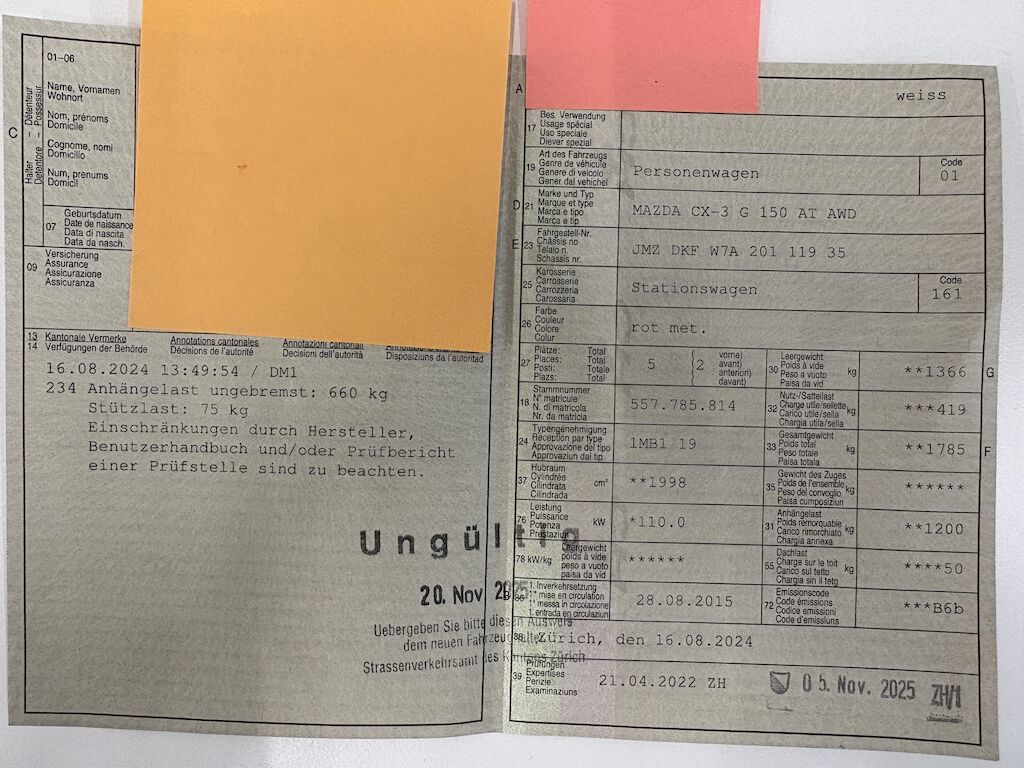 01–06
Halter – Détenteur
Detentore – Possessur
C
Name, Vornamen
Wohnort
Nom, prénoms
Domicile
Cognome, nomi
Domicilio
Num, prenums
Domicil
07
Geburtsdatum
Date de naissance
Data di nascita
Data da nasch.
09
Versicherung
Assurance
Assicurazione
Assicuranza
13 Kantonale Vermerke
14 Verfügungen der Behörde
Annotations cantonales
Décisions de l'autorité
Annotazioni cantonali
Decisioni dell'autorità
Disposiziuns da l'autoritad
16.08.2024 13:49:54 / DM1
234 Anhängelast ungebremst: 660 kg
Stützlast: 75 kg
Einschränkungen durch Hersteller,
Benutzerhandbuch und/oder Prüfbericht
einer Prüfstelle sind zu beachten.
Ungültig
20. Nov. 2025
Uebergeben Sie bitte diesen Ausweis
dem neuen Fahrzeughalter
Strassenverkehrsamt des Kantons Zürich
A
weiss
17
Bes. Verwendung
Usage spécial
Uso speciale
Diever spezial
19
Art des Fahrzeugs
Genre de véhicule
Genere di veicolo
Gener dal vehichel
Personenwagen
Code
01
D 21
Marke und Typ
Marque et type
Marca e tipo
Marca e tip
MAZDA CX-3 G 150 AT AWD
E 23
Fahrgestell-Nr.
Châssis no
Telaio n.
Schassis nr.
JMZ DKF W7A 201 119 35
25
Karosserie
Carrosserie
Carrozzeria
Carossaria
Stationswagen
Code
161
26
Farbe
Couleur
Colore
Colur
rot met.
27
Plätze: Total
Places: Total
Posti: Totale
Plazs: Total
5
(2
vorne)
avant)
anteriori)
davant)
30
Leergewicht
Poids à vide
Peso a vuoto
Paisa da vid
kg
**1366
G
18
Stammnummer
N° matricule
N. di matricola
Nr. da matricla
557.785.814
32
Nutz-/Sattellast
Charge utile/sellette
Carico utile/sella
Chargia utila/sella
kg
***419
24
Typengenehmigung
Réception par type
Approvazione del tipo
Approvaziun dal tip
1MB1 19
33
Gesamtgewicht
Poids total
Peso totale
Paisa totala
kg
**1785
F
37
Hubraum
Cylindrée
Cilindrata
Cilindrada
cm³
**1998
35
Gewicht des Zuges
Poids de l'ensemble
Peso del convoglio
Paisa cumposiziun
kg
******
76
Leistung
Puissance
Potenza
Prestaziun
kW
*110.0
31
Anhängelast
Poids remorquable
Carico rimorchiato
Chargia annexa
kg
**1200
78 kW/kg
Leergewicht
poids à vide
peso a vuoto
paisa da vid
******
55
Dachlast
Charge sur le toit
Carico sul tetto
Chargia sin il tetg
kg
****50
B 36
1. Inverkehrsetzung
1re mise en circulation
1a messa in circolazione
1. entrada en circulaziun
28.08.2015
72
Emissionscode
Code émissions
Codice emissioni
Code d'emissiuns
***B6b
38
Zürich, den 16.08.2024
39
Prüfungen
Expertises
Perizie
Examinaziuns
21.04.2022 ZH
05. Nov. 2025
ZH/1